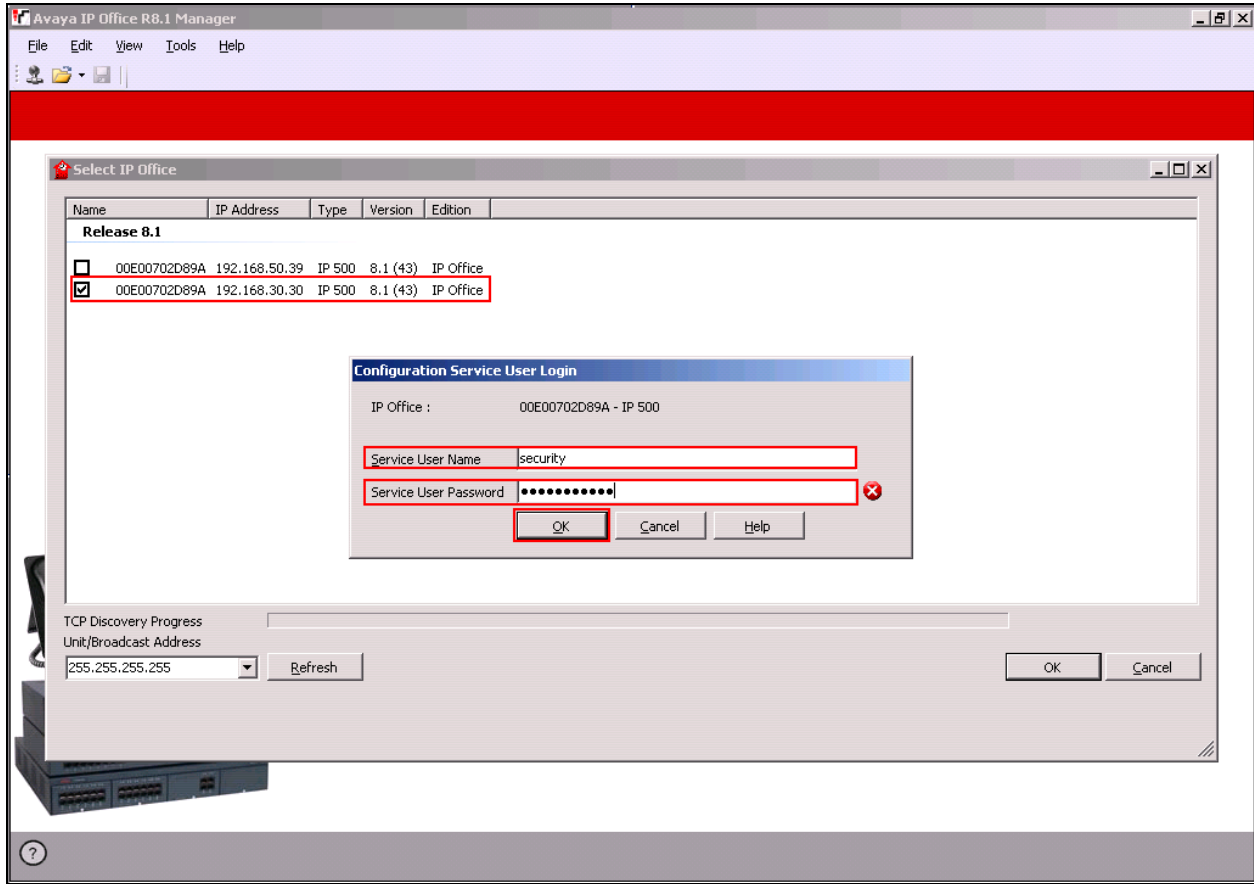 Avaya IP Office R8.1 Manager
File Edit View Tools Help
Select IP Office
Name IP Address Type Version Edition
Release 8.1
00E00702D89A 192.168.50.39 IP 500 8.1 (43) IP Office
00E00702D89A 192.168.30.30 IP 500 8.1 (43) IP Office
Configuration Service User Login
IP Office : 00E00702D89A - IP 500
Service User Name security
Service User Password ●●●●●●●●●●●
OK Cancel Help
TCP Discovery Progress
Unit/Broadcast Address
255.255.255.255 Refresh OK Cancel
?